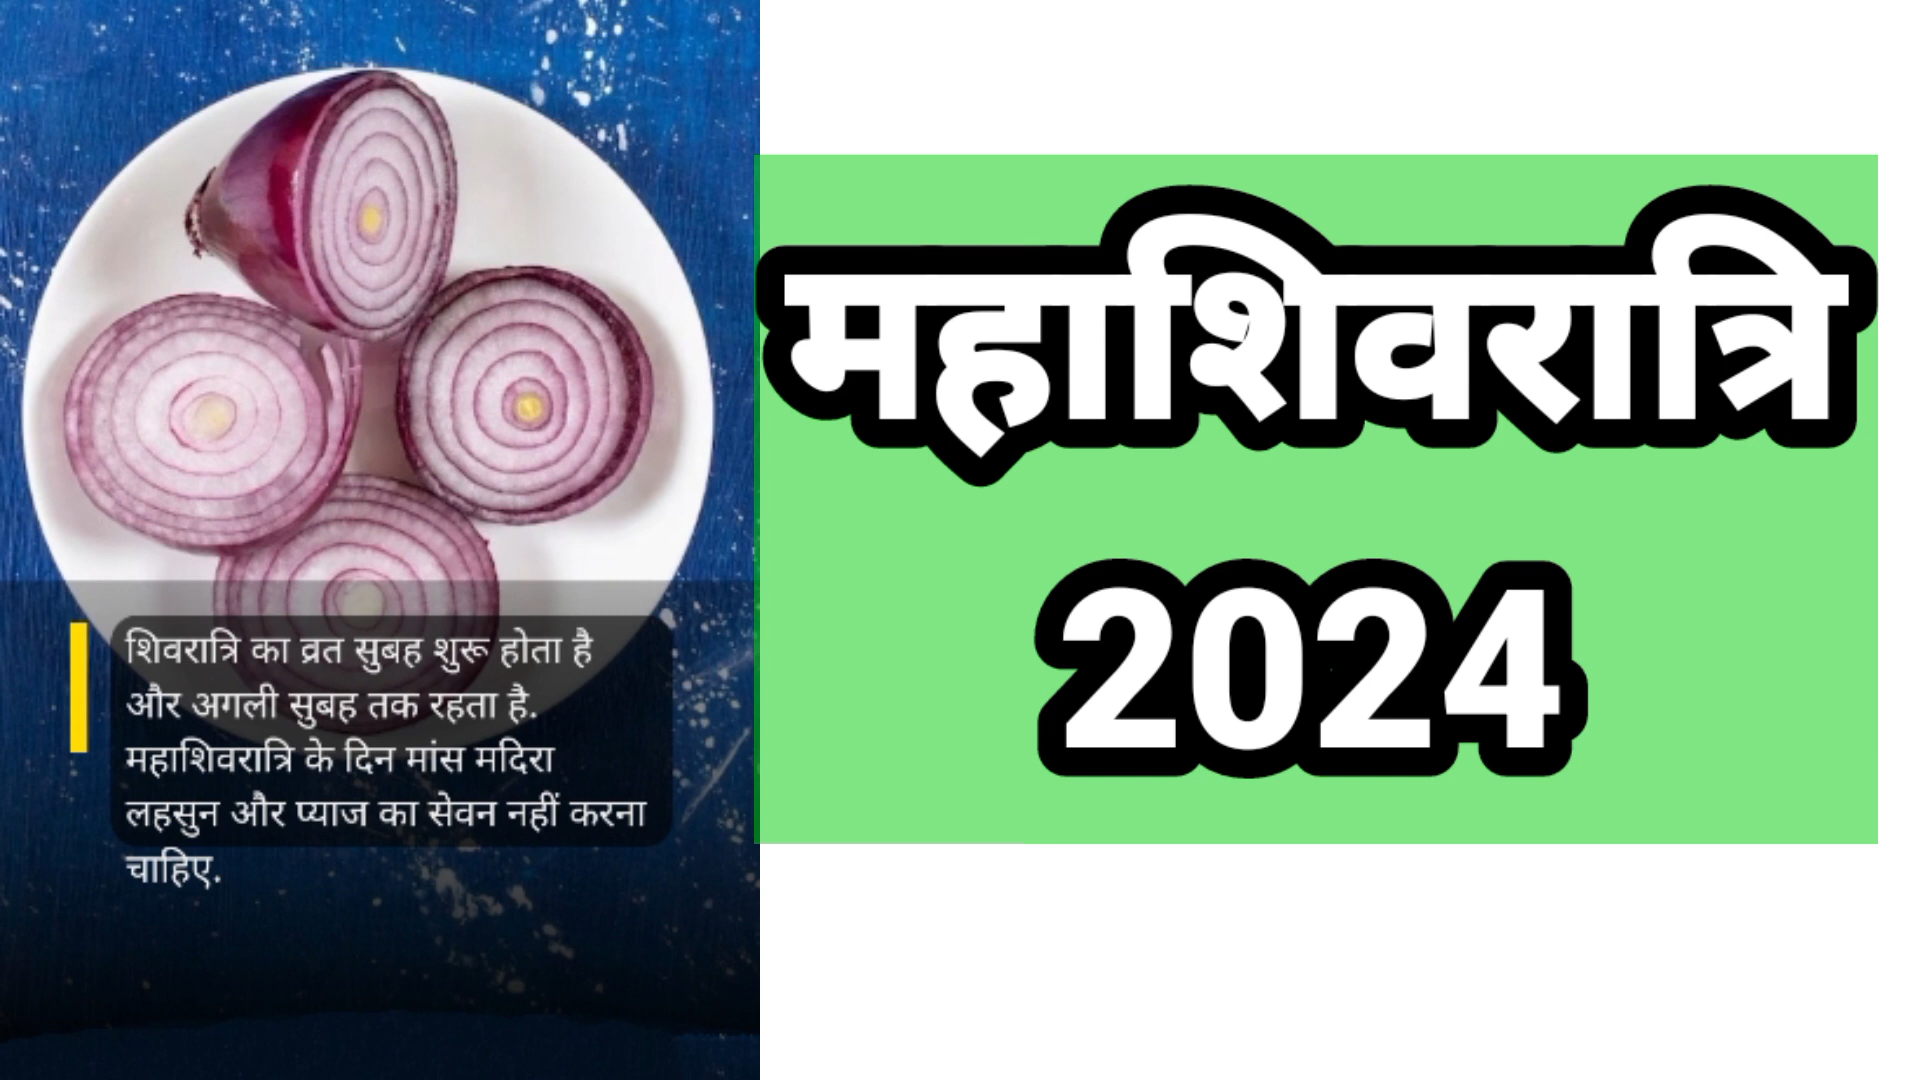 शिवरात्रि का व्रत सुबह शुरू होता है
और अगली सुबह तक रहता है.
महाशिवरात्रि के दिन मांस मदिरा
लहसुन और प्याज का सेवन नहीं करना
चाहिए.
महाशिवरात्रि
2024